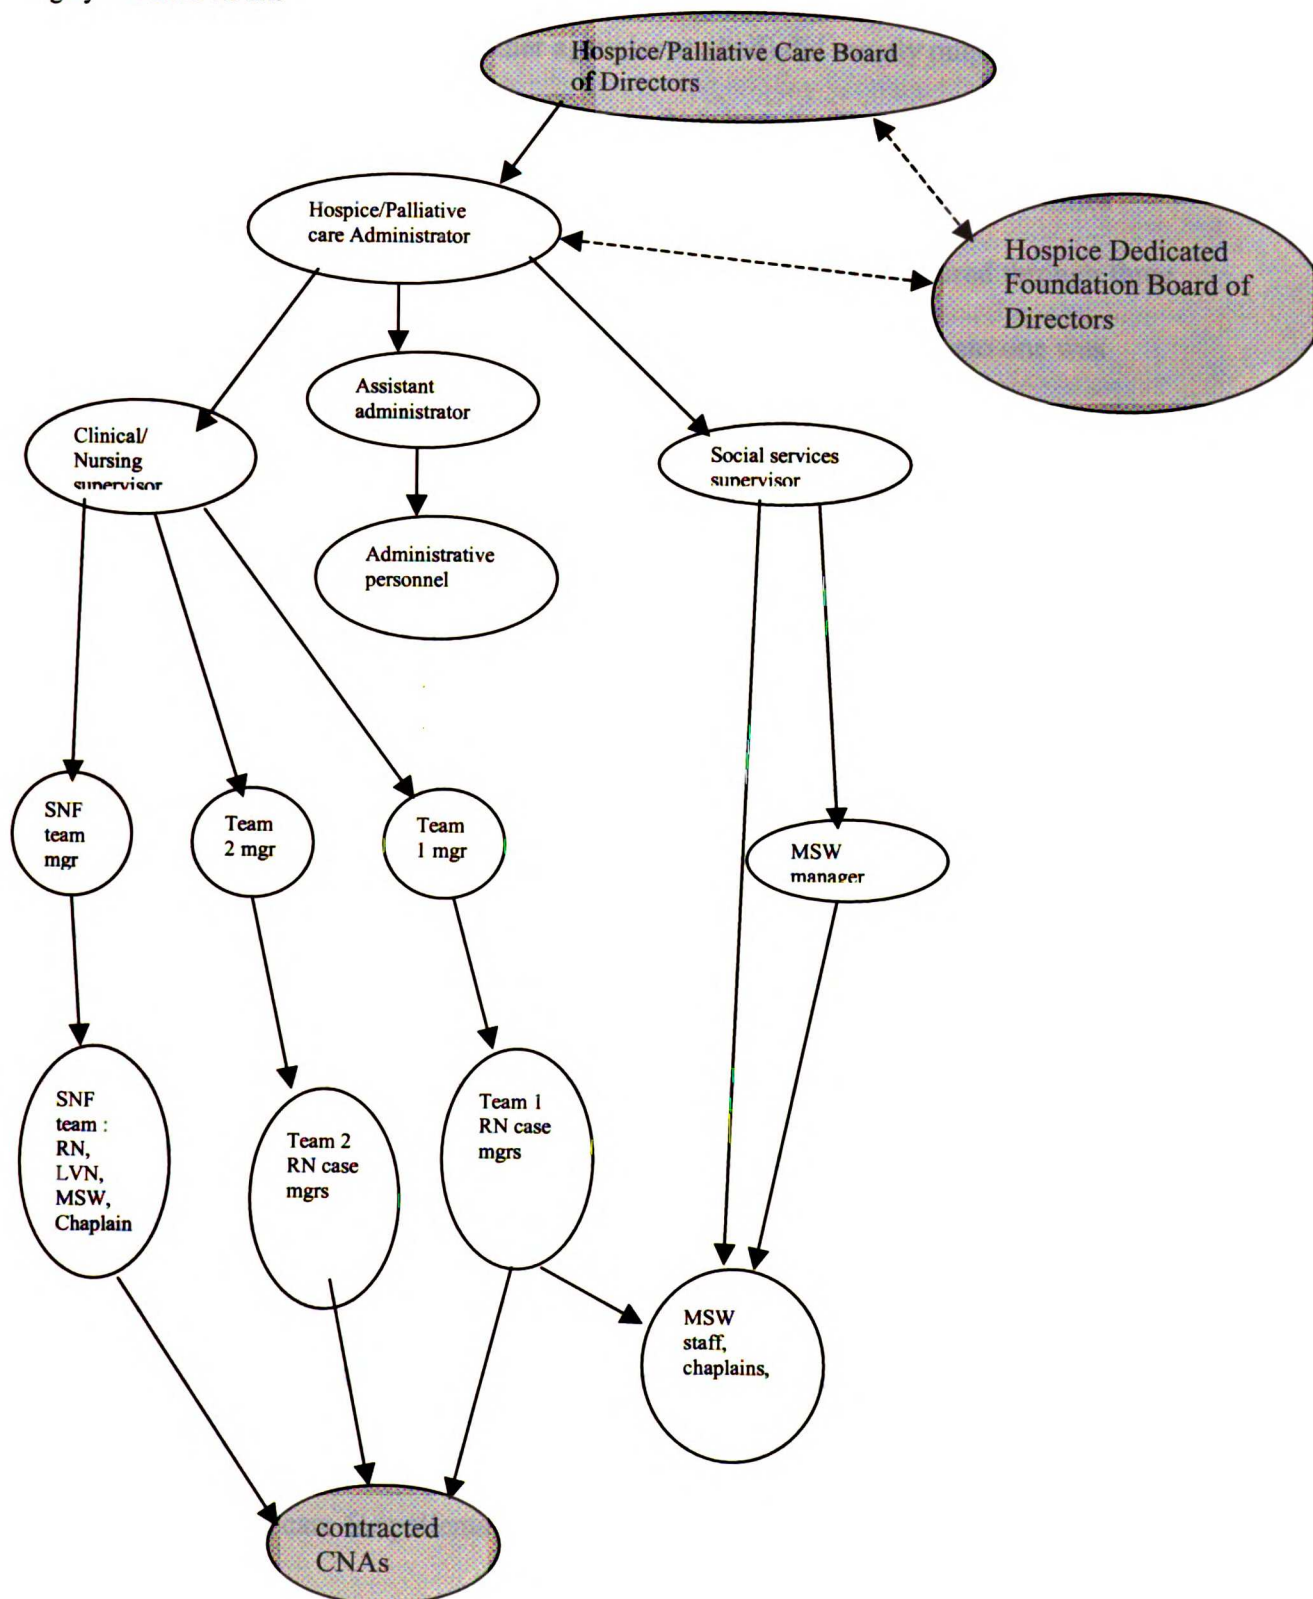 Hospice/Palliative Care Board
of Directors
Hospice/Palliative
care Administrator
Hospice Dedicated
Foundation Board of
Directors
Assistant
administrator
Clinical/
Nursing
supervisor
Social services
supervisor
Administrative
personnel
SNF
team
mgr
Team
2 mgr
Team
1 mgr
MSW
manager
SNF
team :
RN,
LVN,
MSW,
Chaplain
Team 2
RN case
mgrs
Team 1
RN case
mgrs
MSW
staff,
chaplains,
contracted
CNAs